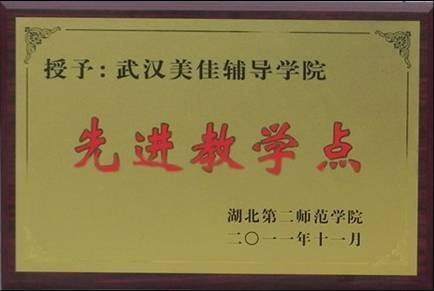 授予：武汉美佳辅导学院
先进教学点
湖北第二师范学院
二〇一一年十一月